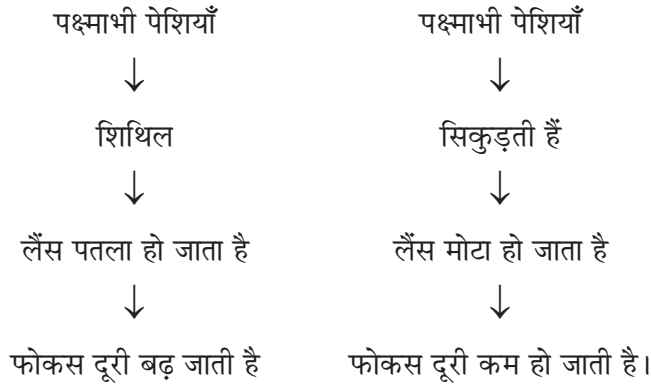 पक्ष्माभी पेशियाँ
↓
शिथिल
↓
लैंस पतला हो जाता है
↓
फोकस दूरी बढ़ जाती है
पक्ष्माभी पेशियाँ
↓
सिकुड़ती हैं
↓
लैंस मोटा हो जाता है
↓
फोकस दूरी कम हो जाती है।